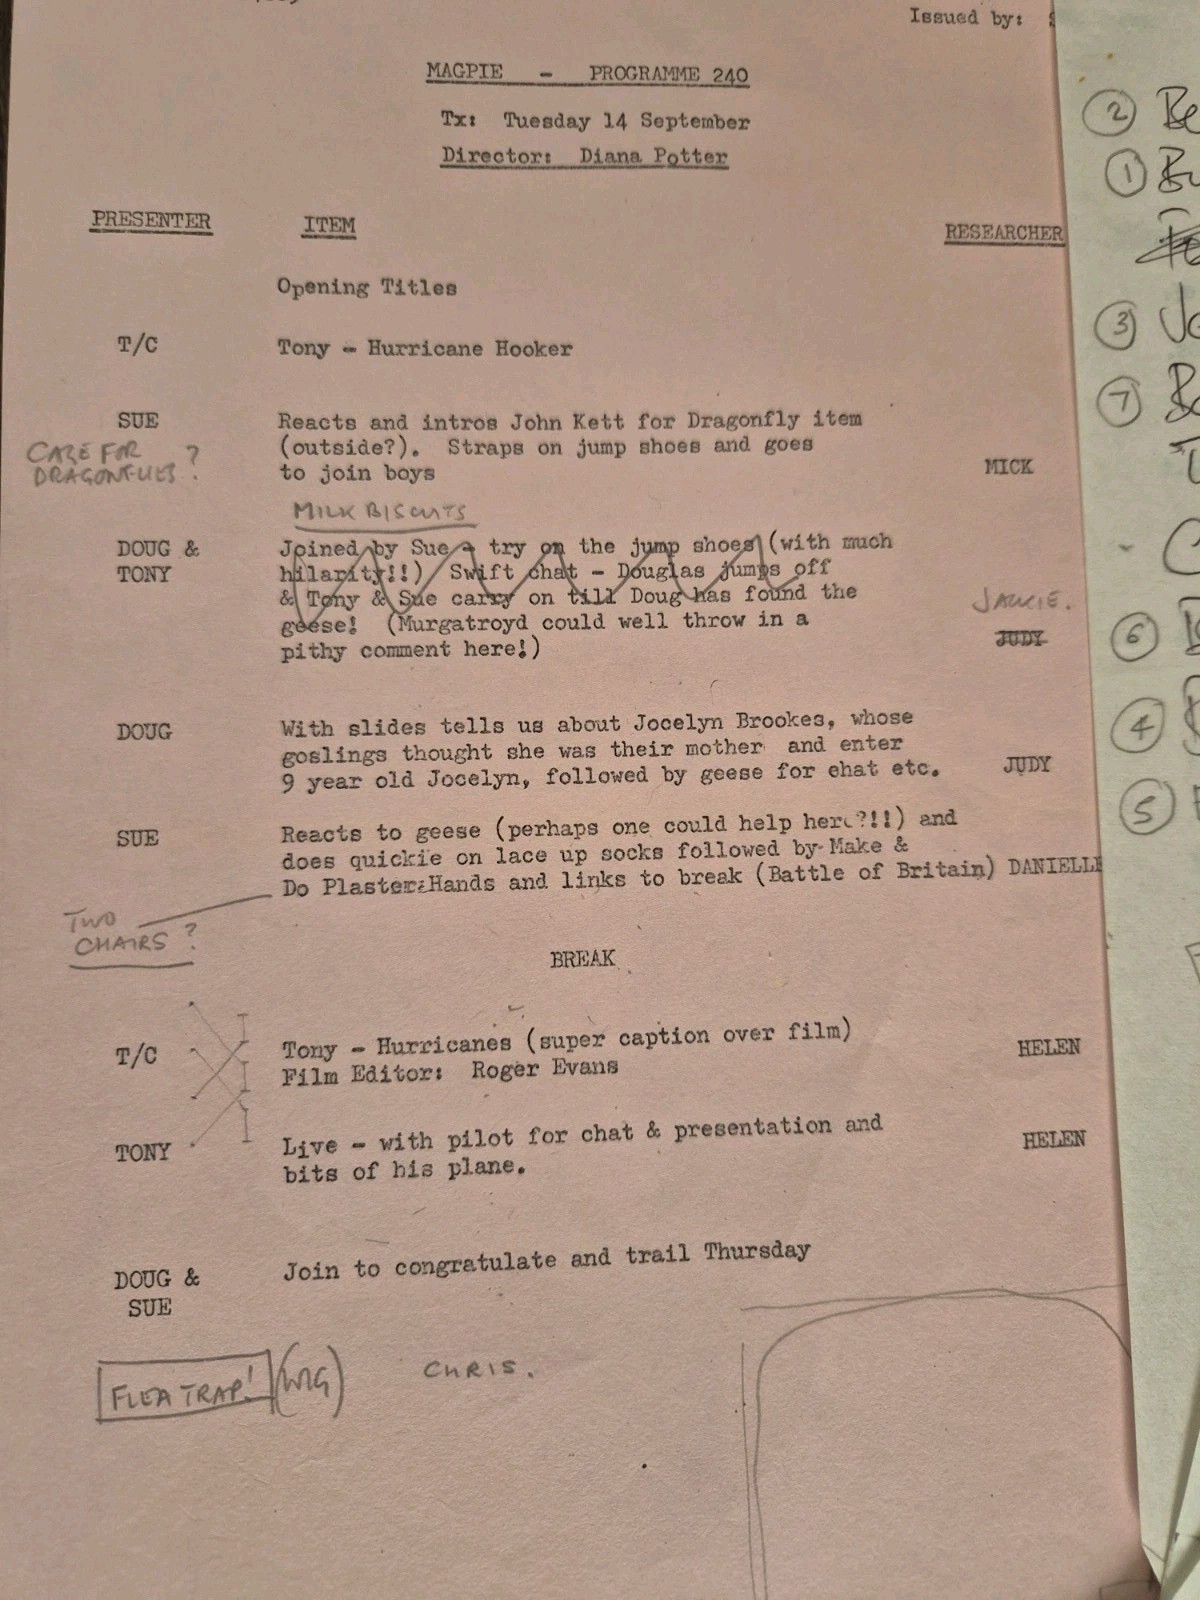 Issued by:
MAGPIE - PROGRAMME 240
Tx: Tuesday 14 September
Director: Diana Potter
PRESENTER ITEM RESEARCHER
Opening Titles
T/C Tony - Hurricane Hooker
SUE Reacts and intros John Kett for Dragonfly item
(outside?). Straps on jump shoes and goes
to join boys MICK
CARE FOR ?
DRAGONFLIES
MILK BISCUITS
DOUG & Joined by Sue - try on the jump shoes (with much
TONY hilarity!!) Swift chat - Douglas jumps off
& Tony & Sue carry on till Doug has found the
geese! (Murgatroyd could well throw in a JACKIE.
pithy comment here!) JUDY
DOUG With slides tells us about Jocelyn Brookes, whose
goslings thought she was their mother and enter
9 year old Jocelyn, followed by geese for chat etc. JUDY
SUE Reacts to geese (perhaps one could help here?!!) and
does quickie on lace up socks followed by Make &
Do Plaster Hands and links to break (Battle of Britain) DANIELLE
TWO
CHAIRS?
BREAK
T/C Tony - Hurricanes (super caption over film) HELEN
Film Editor: Roger Evans
TONY Live - with pilot for chat & presentation and HELEN
bits of his plane.
DOUG & Join to congratulate and trail Thursday
SUE
FLEA TRAP! (WIG) CHRIS.
2
1
3
7
6
4
5